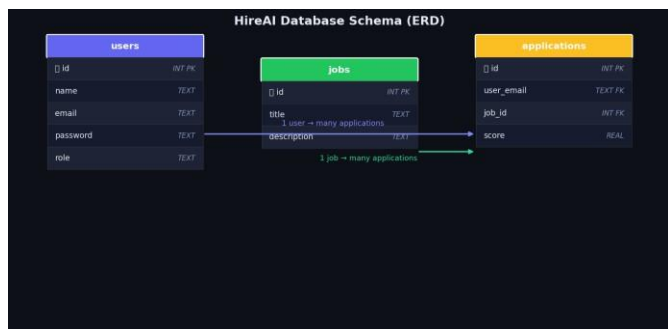 HireAI Database Schema (ERD)
users
id INT PK
name TEXT
email TEXT
password TEXT
role TEXT
jobs
id INT PK
title TEXT
description TEXT
applications
id INT PK
user_email TEXT FK
job_id INT FK
score REAL
1 user → many applications
1 job → many applications